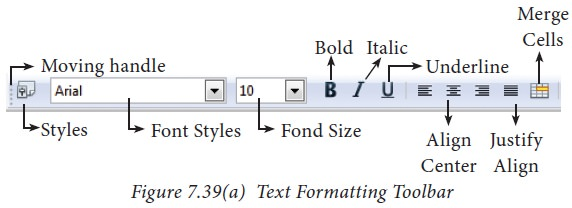 Merge
Cells
Bold Italic
Moving handle
Underline
Arial
10
B I U
Styles
Font Styles
Fond Size
Align
Center
Justify
Align
Figure 7.39(a) Text Formatting Toolbar